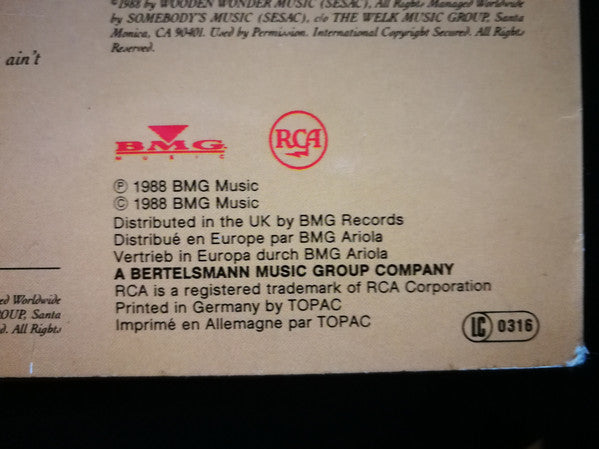 ©1988 by WOODEN WONDER MUSIC (SESAC), All Rights Managed Worldwide
by SOMEBODY'S MUSIC (SESAC), c/o THE WELK MUSIC GROUP, Santa
Monica, CA 90401. Used by Permission. International Copyright Secured. All Rights
Reserved.
ain't
BMG
MUSIC
RCA
℗ 1988 BMG Music
© 1988 BMG Music
Distributed in the UK by BMG Records
Distribué en Europe par BMG Ariola
Vertrieb in Europa durch BMG Ariola
A BERTELSMANN MUSIC GROUP COMPANY
RCA is a registered trademark of RCA Corporation
Printed in Germany by TOPAC
Imprimé en Allemagne par TOPAC
LC 0316
Worldwide
Santa
All Rights